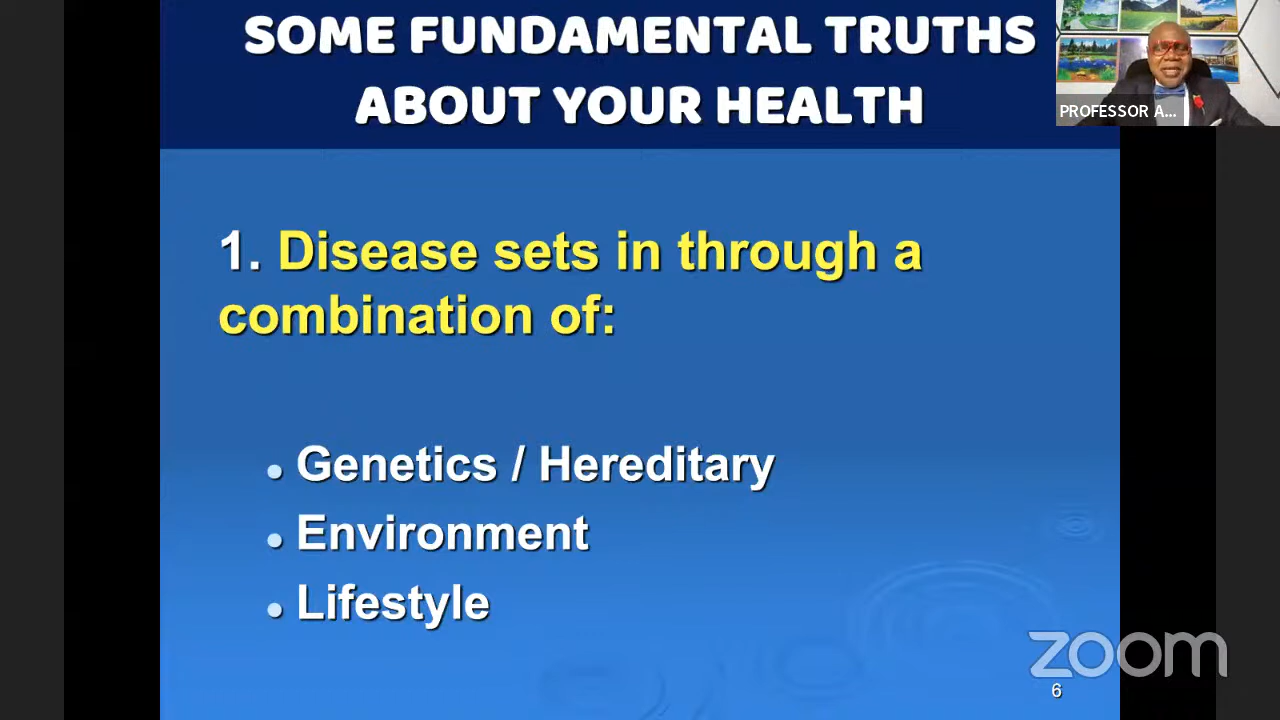 SOME FUNDAMENTAL TRUTHS
ABOUT YOUR HEALTH
PROFESSOR A...
1. Disease sets in through a
combination of:
• Genetics / Hereditary
• Environment
• Lifestyle
zoom
6